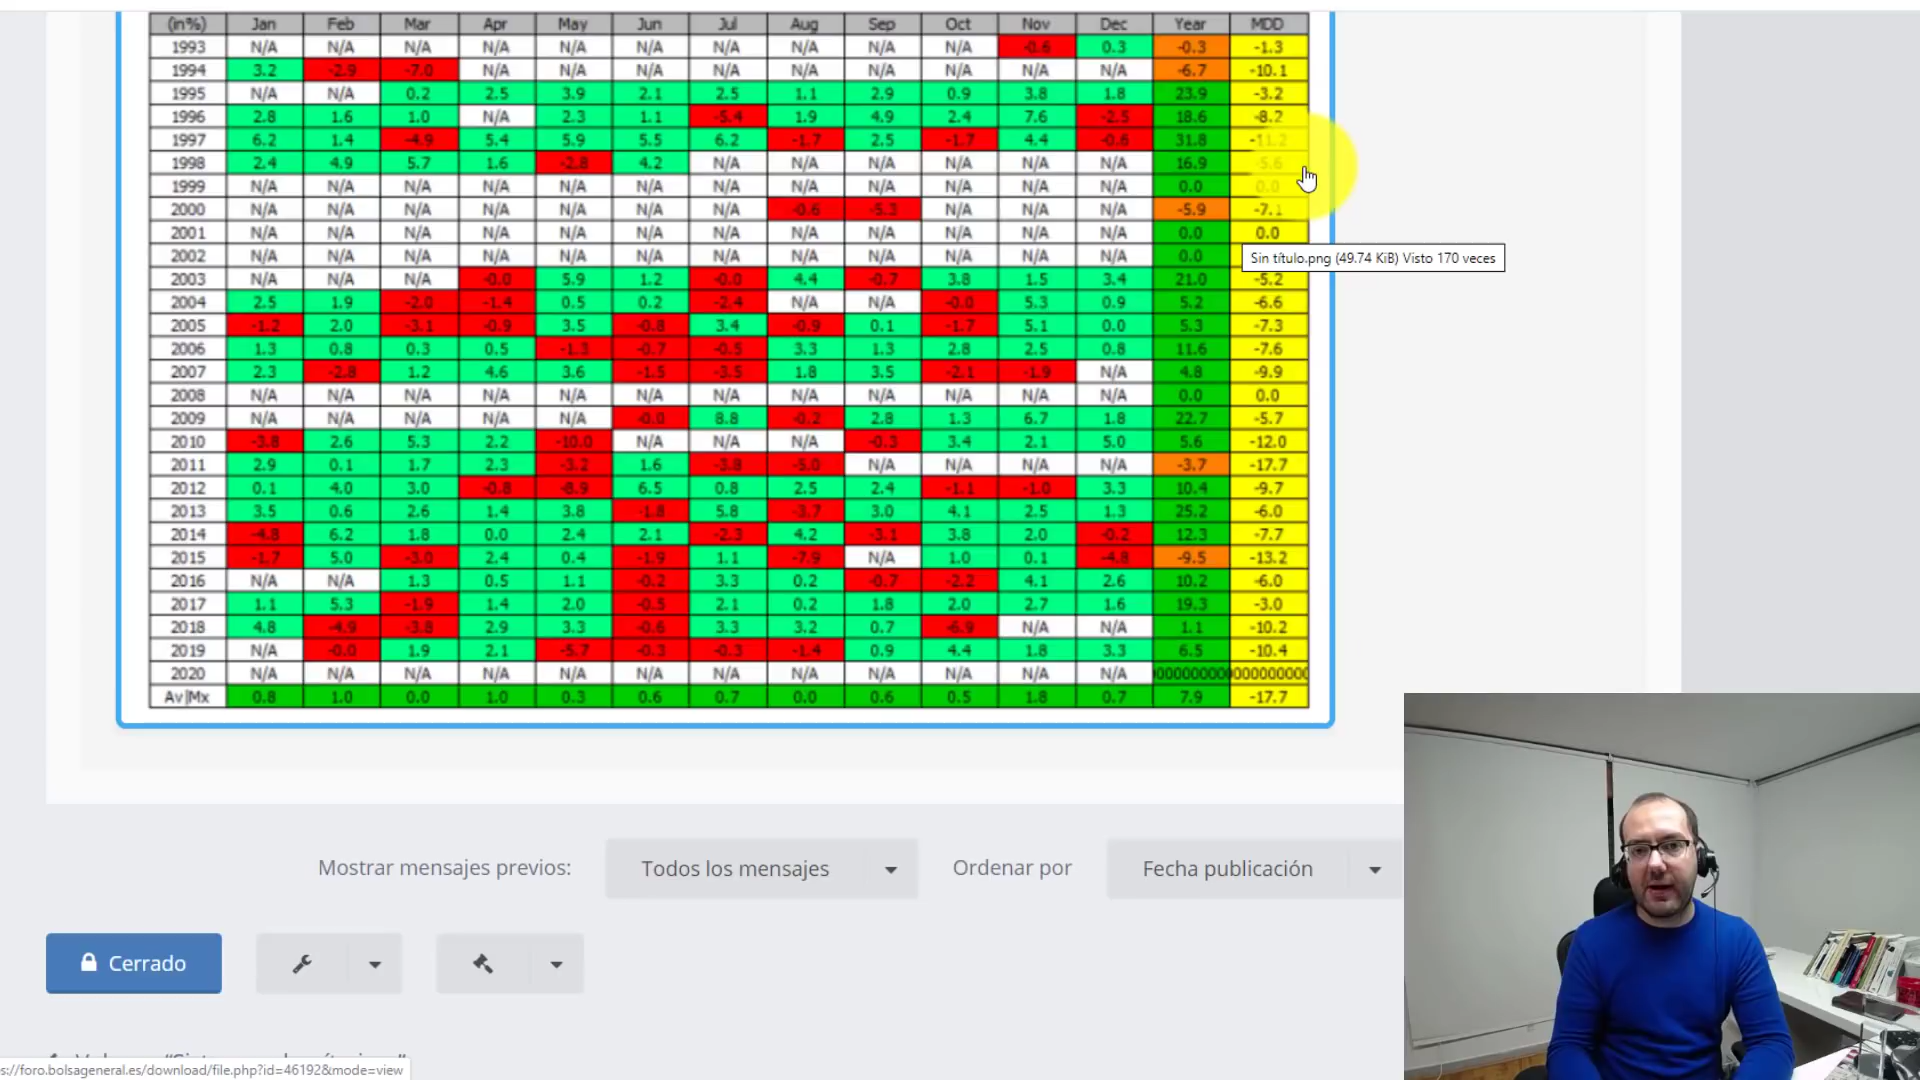 (in%) Jan Feb Mar Apr May Jun Jul Aug Sep Oct Nov Dec Year MDD
1993 N/A N/A N/A N/A N/A N/A N/A N/A N/A N/A -0.6 0.3 -0.3 -1.3
1994 3.2 -2.9 -7.0 N/A N/A N/A N/A N/A N/A N/A N/A N/A -6.7 -10.1
1995 N/A N/A 0.2 2.5 3.9 2.1 2.5 1.1 2.9 0.9 3.8 1.8 23.9 -3.2
1996 2.8 1.6 1.0 N/A 2.3 1.1 -5.4 1.9 4.9 2.4 7.6 -2.5 18.6 -8.2
1997 6.2 1.4 -4.9 5.4 5.9 5.5 6.2 -1.7 2.5 -1.7 4.4 -0.6 31.8 -11.2
1998 2.4 4.9 5.7 1.6 -2.8 4.2 N/A N/A N/A N/A N/A N/A 16.9 -5.6
1999 N/A N/A N/A N/A N/A N/A N/A N/A N/A N/A N/A N/A 0.0 0.0
2000 N/A N/A N/A N/A N/A N/A N/A -0.6 -5.3 N/A N/A N/A -5.9 -7.1
2001 N/A N/A N/A N/A N/A N/A N/A N/A N/A N/A N/A N/A 0.0 0.0
2002 N/A N/A N/A N/A N/A N/A N/A N/A N/A N/A N/A N/A 0.0
Sin título.png (49.74 KiB) Visto 170 veces
2003 N/A N/A N/A -0.0 5.9 1.2 -0.0 4.4 -0.7 3.8 1.5 3.4 21.0 -5.2
2004 2.5 1.9 -2.0 -1.4 0.5 0.2 -2.4 N/A N/A -0.0 5.3 0.9 5.2 -6.6
2005 -1.2 2.0 -3.1 -0.9 3.5 -0.8 3.4 -0.9 0.1 -1.7 5.1 0.0 5.3 -7.3
2006 1.3 0.8 0.3 0.5 -1.3 -0.7 -0.5 3.3 1.3 2.8 2.5 0.8 11.6 -7.6
2007 2.3 -2.8 1.2 4.6 3.6 -1.5 -3.5 1.8 3.5 -2.1 -1.9 N/A 4.8 -9.9
2008 N/A N/A N/A N/A N/A N/A N/A N/A N/A N/A N/A N/A 0.0 0.0
2009 N/A N/A N/A N/A N/A -0.0 8.8 -0.2 2.8 1.3 6.7 1.8 22.7 -5.7
2010 -3.8 2.6 5.3 2.2 -10.0 N/A N/A N/A -0.3 3.4 2.1 5.0 5.6 -12.0
2011 2.9 0.1 1.7 2.3 -3.2 1.6 -3.8 -5.0 N/A N/A N/A N/A -3.7 -17.7
2012 0.1 4.0 3.0 -0.8 -8.9 6.5 0.8 2.5 2.4 -1.1 -1.0 3.3 10.4 -9.7
2013 3.5 0.6 2.6 1.4 3.8 -1.8 5.8 -3.7 3.0 4.1 2.5 1.3 25.2 -6.0
2014 -4.8 6.2 1.8 0.0 2.4 2.1 -2.3 4.2 -3.1 3.8 2.0 -0.2 12.3 -7.7
2015 -1.7 5.0 -3.0 2.4 0.4 -1.9 1.1 -7.9 N/A 1.0 0.1 -4.8 -9.5 -13.2
2016 N/A N/A 1.3 0.5 1.1 -0.2 3.3 0.2 -0.7 -2.2 4.1 2.6 10.2 -6.0
2017 1.1 5.3 -1.9 1.4 2.0 -0.5 2.1 0.2 1.8 2.0 2.7 1.6 19.3 -3.0
2018 4.8 -4.9 -3.8 2.9 3.3 -0.6 3.3 3.2 0.7 -6.9 N/A N/A 1.1 -10.2
2019 N/A -0.0 1.9 2.1 -5.7 -0.3 -0.3 -1.4 0.9 4.4 1.8 3.3 6.5 -10.4
2020 N/A N/A N/A N/A N/A N/A N/A N/A N/A N/A N/A N/A
Av|Mx 0.8 1.0 0.0 1.0 0.3 0.6 0.7 0.0 0.6 0.5 1.8 0.7 7.9 -17.7
Mostrar mensajes previos: Todos los mensajes Ordenar por Fecha publicación
Cerrado
s://foro.bolsageneral.es/download/file.php?id=46192&mode=view